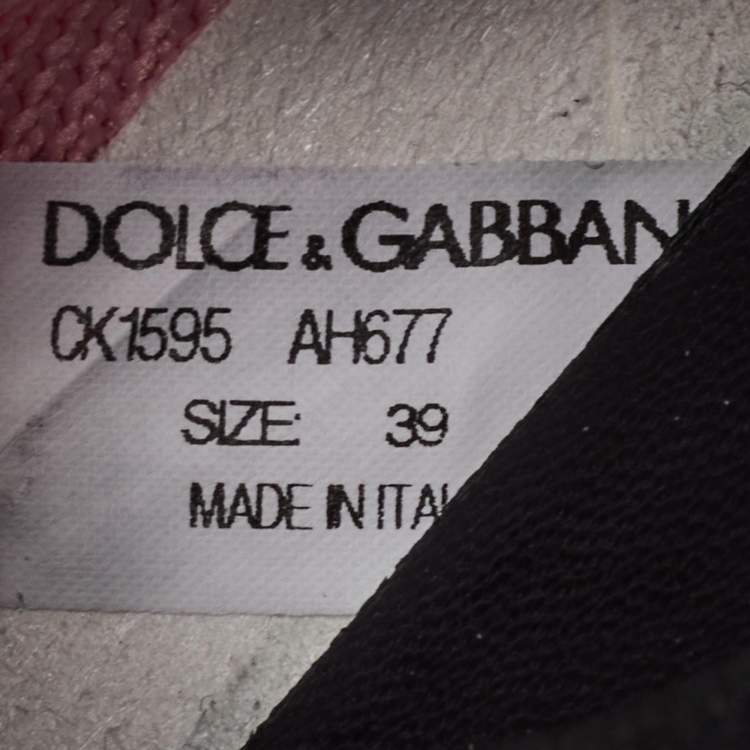 DOLCE & GABBAN
CK1595 AH677
SIZE: 39
MADE IN ITAL